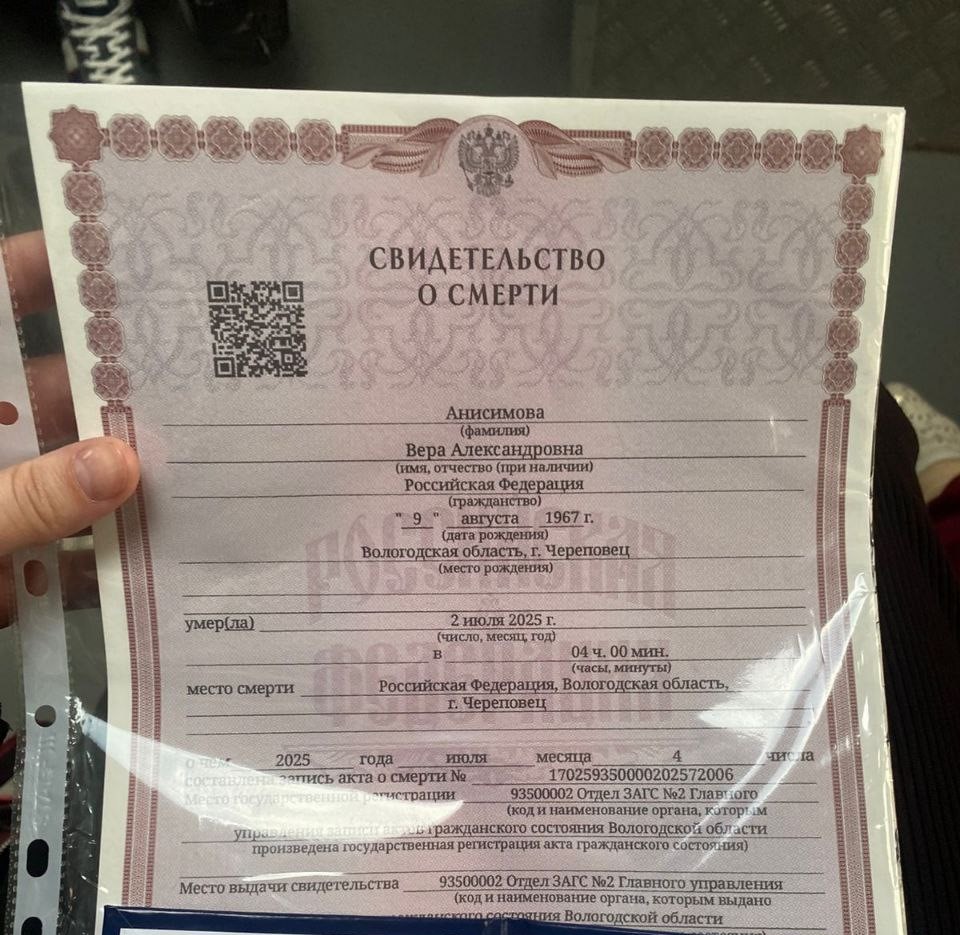 СВИДЕТЕЛЬСТВО
О СМЕРТИ
Анисимова
(фамилия)
Вера Александровна
(имя, отчество (при наличии)
Российская Федерация
(гражданство)
" 9 " августа 1967 г.
(дата рождения)
Вологодская область, г. Череповец
(место рождения)
умер(ла) 2 июля 2025 г.
(число, месяц, год)
в 04 ч. 00 мин.
(часы, минуты)
место смерти Российская Федерация, Вологодская область,
г. Череповец
о чем 2025 года июля месяца 4 числа
составлена запись акта о смерти № 170259350000202572006
Место государственной регистрации 93500002 Отдел ЗАГС №2 Главного
(код и наименование органа, которым
управления записи актов гражданского состояния Вологодской области
произведена государственная регистрация акта гражданского состояния)
Место выдачи свидетельства 93500002 Отдел ЗАГС №2 Главного управления
(код и наименование органа, которым выдано
состояния Вологодской области